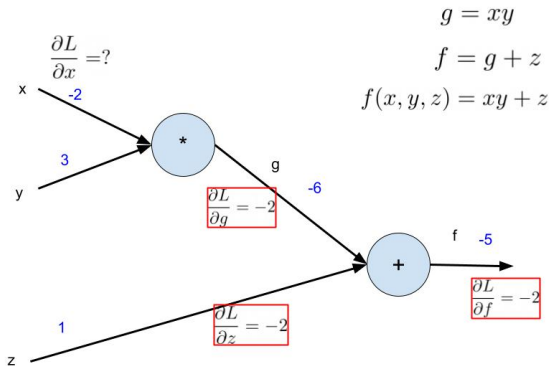 g = xy
f = g + z
f(x, y, z) = xy + z
∂L/∂x =?
x
-2
*
y
3
g
-6
∂L/∂g = −2
+
f
-5
∂L/∂f = −2
∂L/∂z = −2
1
z